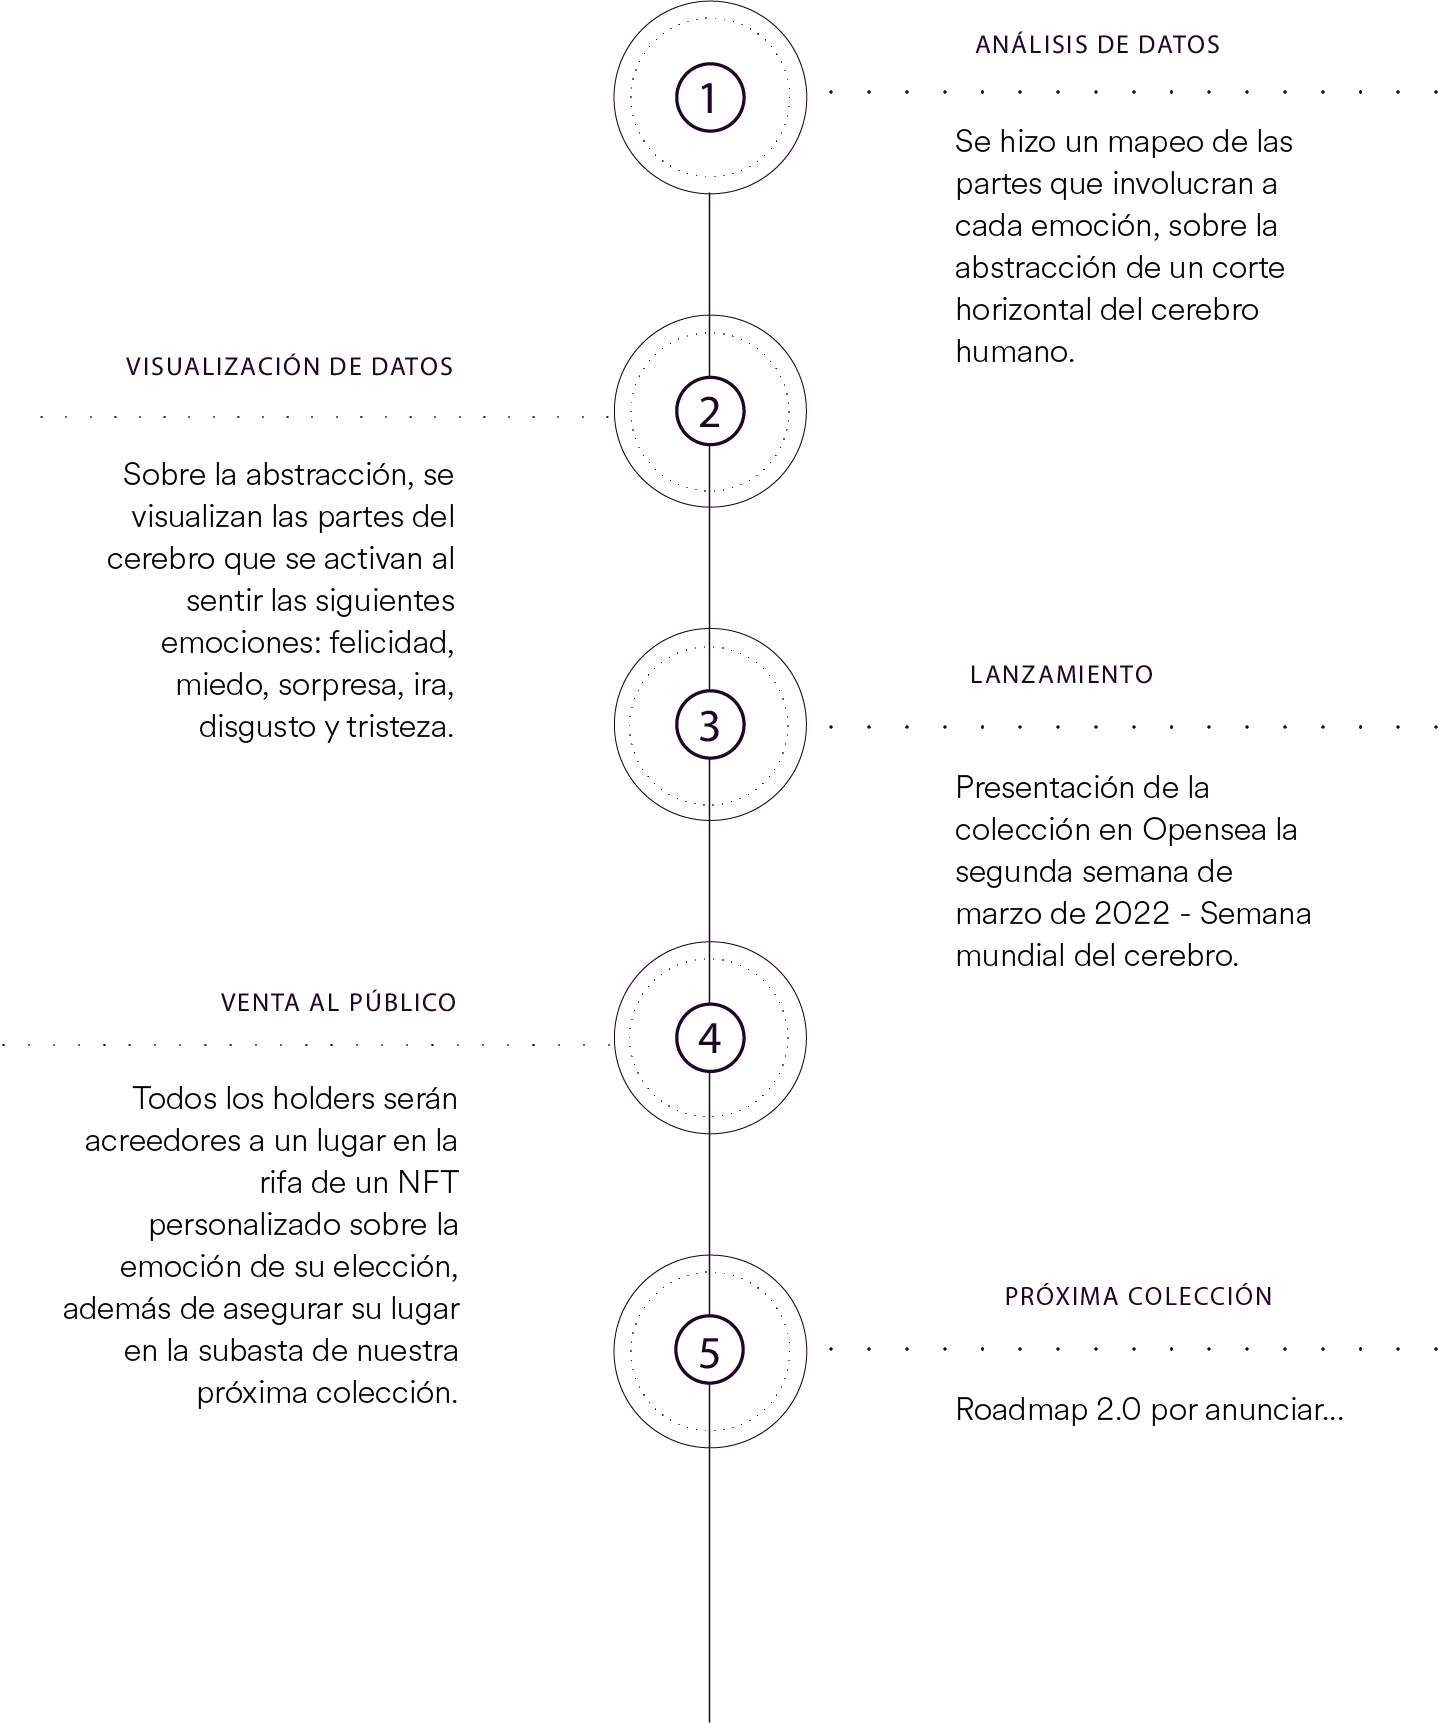 1
ANÁLISIS DE DATOS
Se hizo un mapeo de las
partes que involucran a
cada emoción, sobre la
abstracción de un corte
horizontal del cerebro
humano.
2
VISUALIZACIÓN DE DATOS
Sobre la abstracción, se
visualizan las partes del
cerebro que se activan al
sentir las siguientes
emociones: felicidad,
miedo, sorpresa, ira,
disgusto y tristeza.
3
LANZAMIENTO
Presentación de la
colección en Opensea la
segunda semana de
marzo de 2022 - Semana
mundial del cerebro.
4
VENTA AL PÚBLICO
Todos los holders serán
acreedores a un lugar en la
rifa de un NFT
personalizado sobre la
emoción de su elección,
además de asegurar su lugar
en la subasta de nuestra
próxima colección.
5
PRÓXIMA COLECCIÓN
Roadmap 2.0 por anunciar...